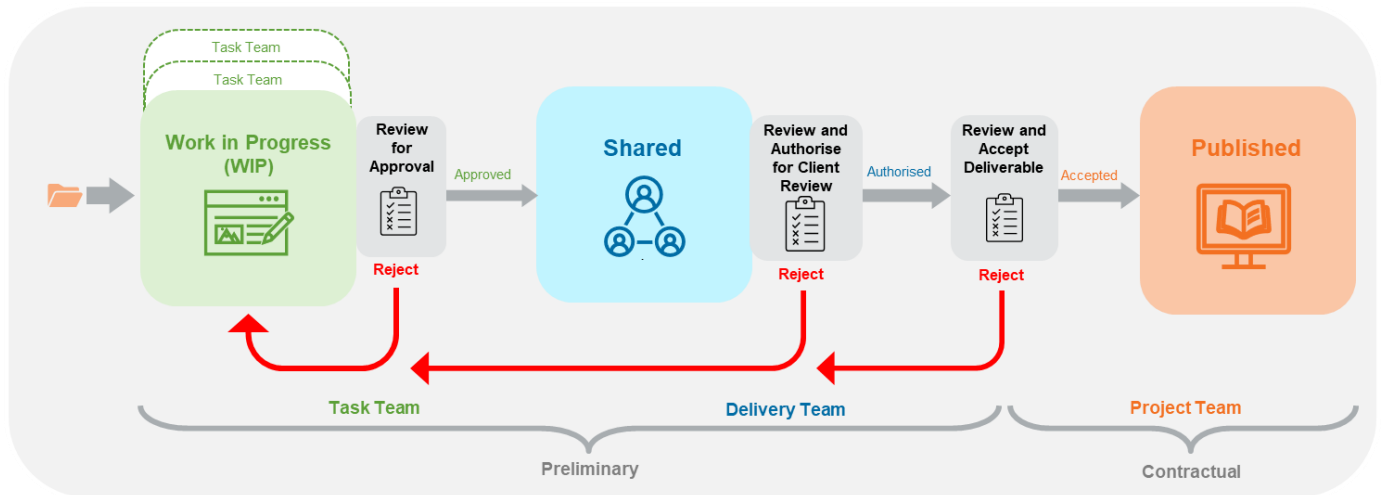 Task Team
Task Team
Work in Progress
(WIP)
Review
for
Approval
Reject
Approved
Shared
Review and
Authorise
for Client
Review
Reject
Authorised
Review and
Accept
Deliverable
Reject
Accepted
Published
Task Team
Delivery Team
Project Team
Preliminary
Contractual